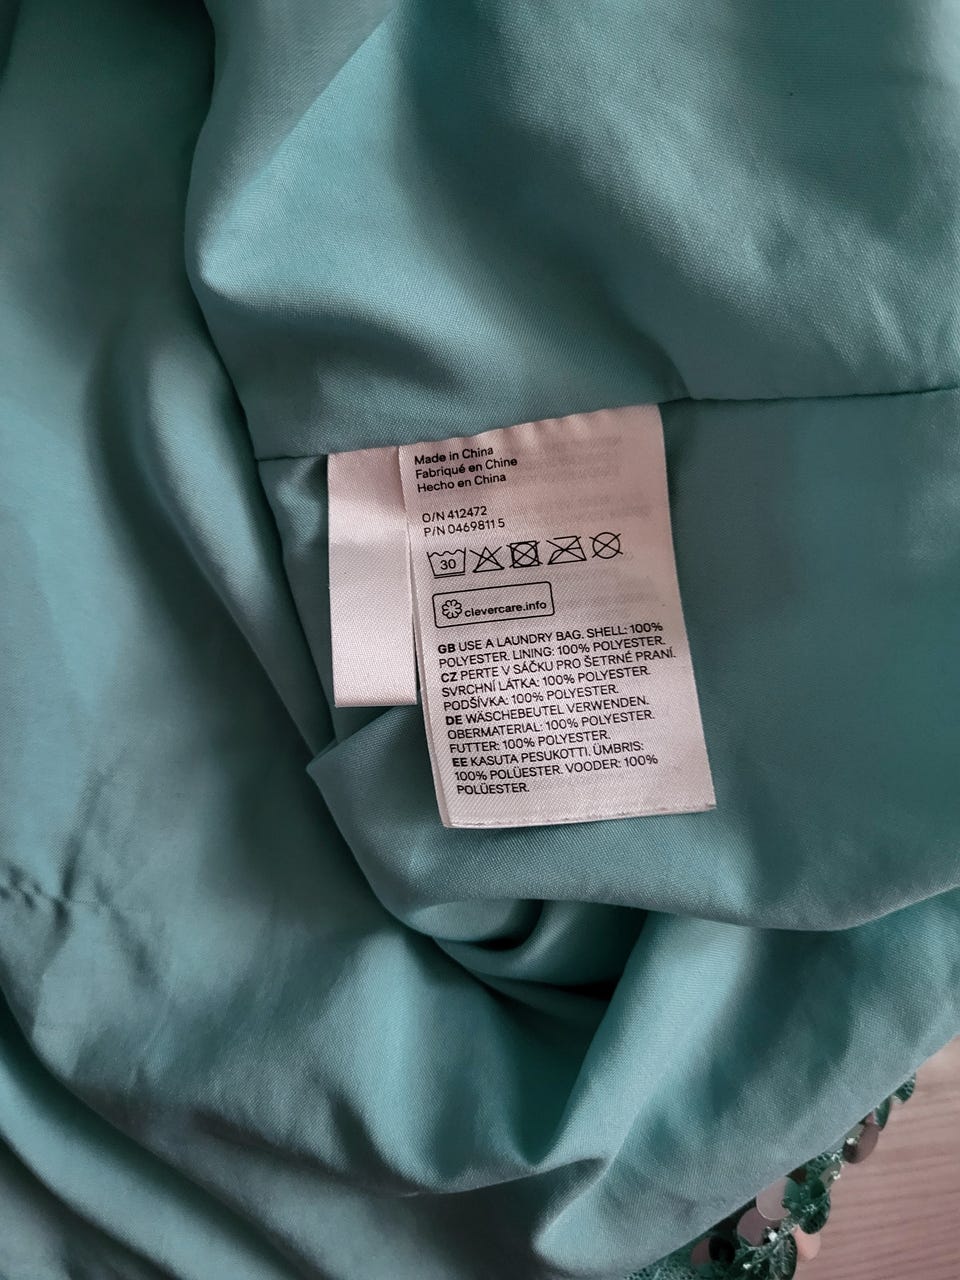 Made in China
Fabriqué en Chine
Hecho en China
O/N 412472
P/N 04698115
30
clevercare.info
GB USE A LAUNDRY BAG. SHELL: 100%
POLYESTER. LINING: 100% POLYESTER.
CZ PERTE V SÁČKU PRO ŠETRNÉ PRANÍ.
SVRCHNÍ LÁTKA: 100% POLYESTER.
PODŠÍVKA: 100% POLYESTER.
DE WÄSCHEBEUTEL VERWENDEN.
OBERMATERIAL: 100% POLYESTER.
FUTTER: 100% POLYESTER.
EE KASUTA PESUKOTTI. ÜMBRIS:
100% POLÜESTER. VOODER: 100%
POLÜESTER.